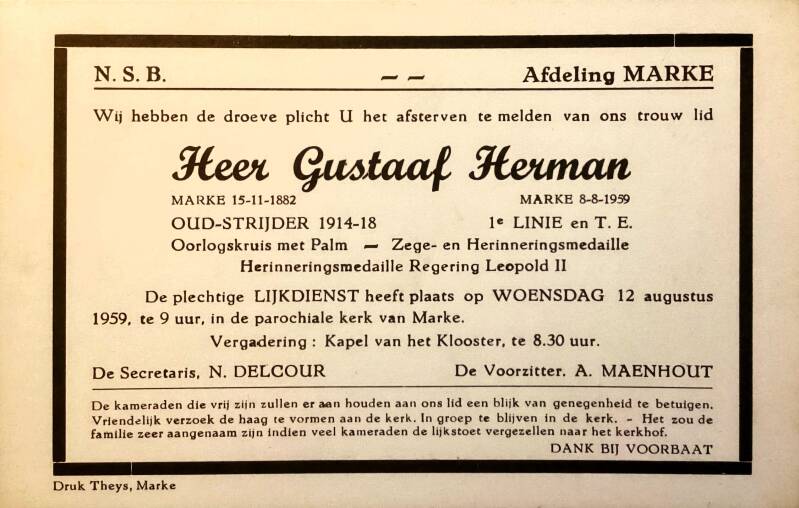 N. S. B. — — Afdeling MARKE
Wij hebben de droeve plicht U het afsterven te melden van ons trouw lid
Heer Gustaaf Herman
MARKE 15-11-1882 MARKE 8-8-1959
OUD-STRIJDER 1914-18 1e LINIE en T. E.
Oorlogskruis met Palm — Zege- en Herinneringsmedaille
Herinneringsmedaille Regering Leopold II
De plechtige LIJKDIENST heeft plaats op WOENSDAG 12 augustus
1959, te 9 uur, in de parochiale kerk van Marke.
Vergadering : Kapel van het Klooster, te 8.30 uur.
De Secretaris, N. DELCOUR De Voorzitter, A. MAENHOUT
De kameraden die vrij zijn zullen er aan houden aan ons lid een blijk van genegenheid te betuigen.
Vriendelijk verzoek de haag te vormen aan de kerk. In groep te blijven in de kerk. - Het zou de
familie zeer aangenaam zijn indien veel kameraden de lijkstoet vergezellen naar het kerkhof.
DANK BIJ VOORBAAT
Druk Theys, Marke